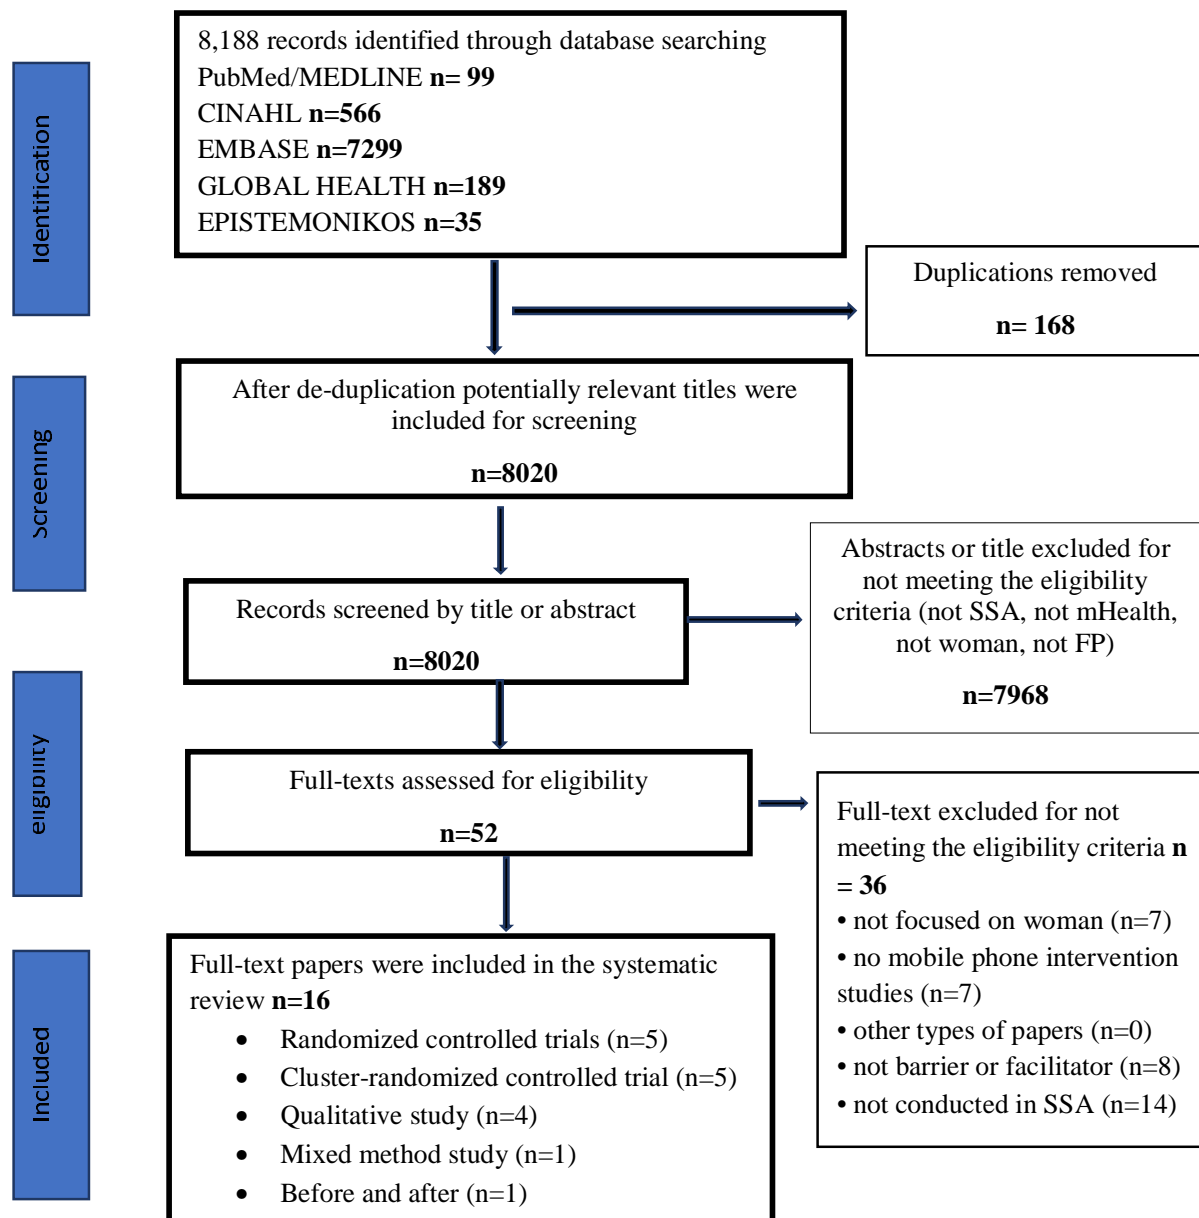 8,188 records identified through database searching
PubMed/MEDLINE n= 99
CINAHL n=566
EMBASE n=7299
GLOBAL HEALTH n=189
EPISTEMONIKOS n=35
Identification
Duplications removed
n= 168
After de-duplication potentially relevant titles were
included for screening
n=8020
Screening
Abstracts or title excluded for
not meeting the eligibility
criteria (not SSA, not mHealth,
not woman, not FP)
n=7968
Records screened by title or abstract
n=8020
eligibility
Full-texts assessed for eligibility
n=52
Full-text excluded for not
meeting the eligibility criteria n
= 36
• not focused on woman (n=7)
• no mobile phone intervention
studies (n=7)
• other types of papers (n=0)
• not barrier or facilitator (n=8)
• not conducted in SSA (n=14)
Included
Full-text papers were included in the systematic
review n=16
• Randomized controlled trials (n=5)
• Cluster-randomized controlled trial (n=5)
• Qualitative study (n=4)
• Mixed method study (n=1)
• Before and after (n=1)